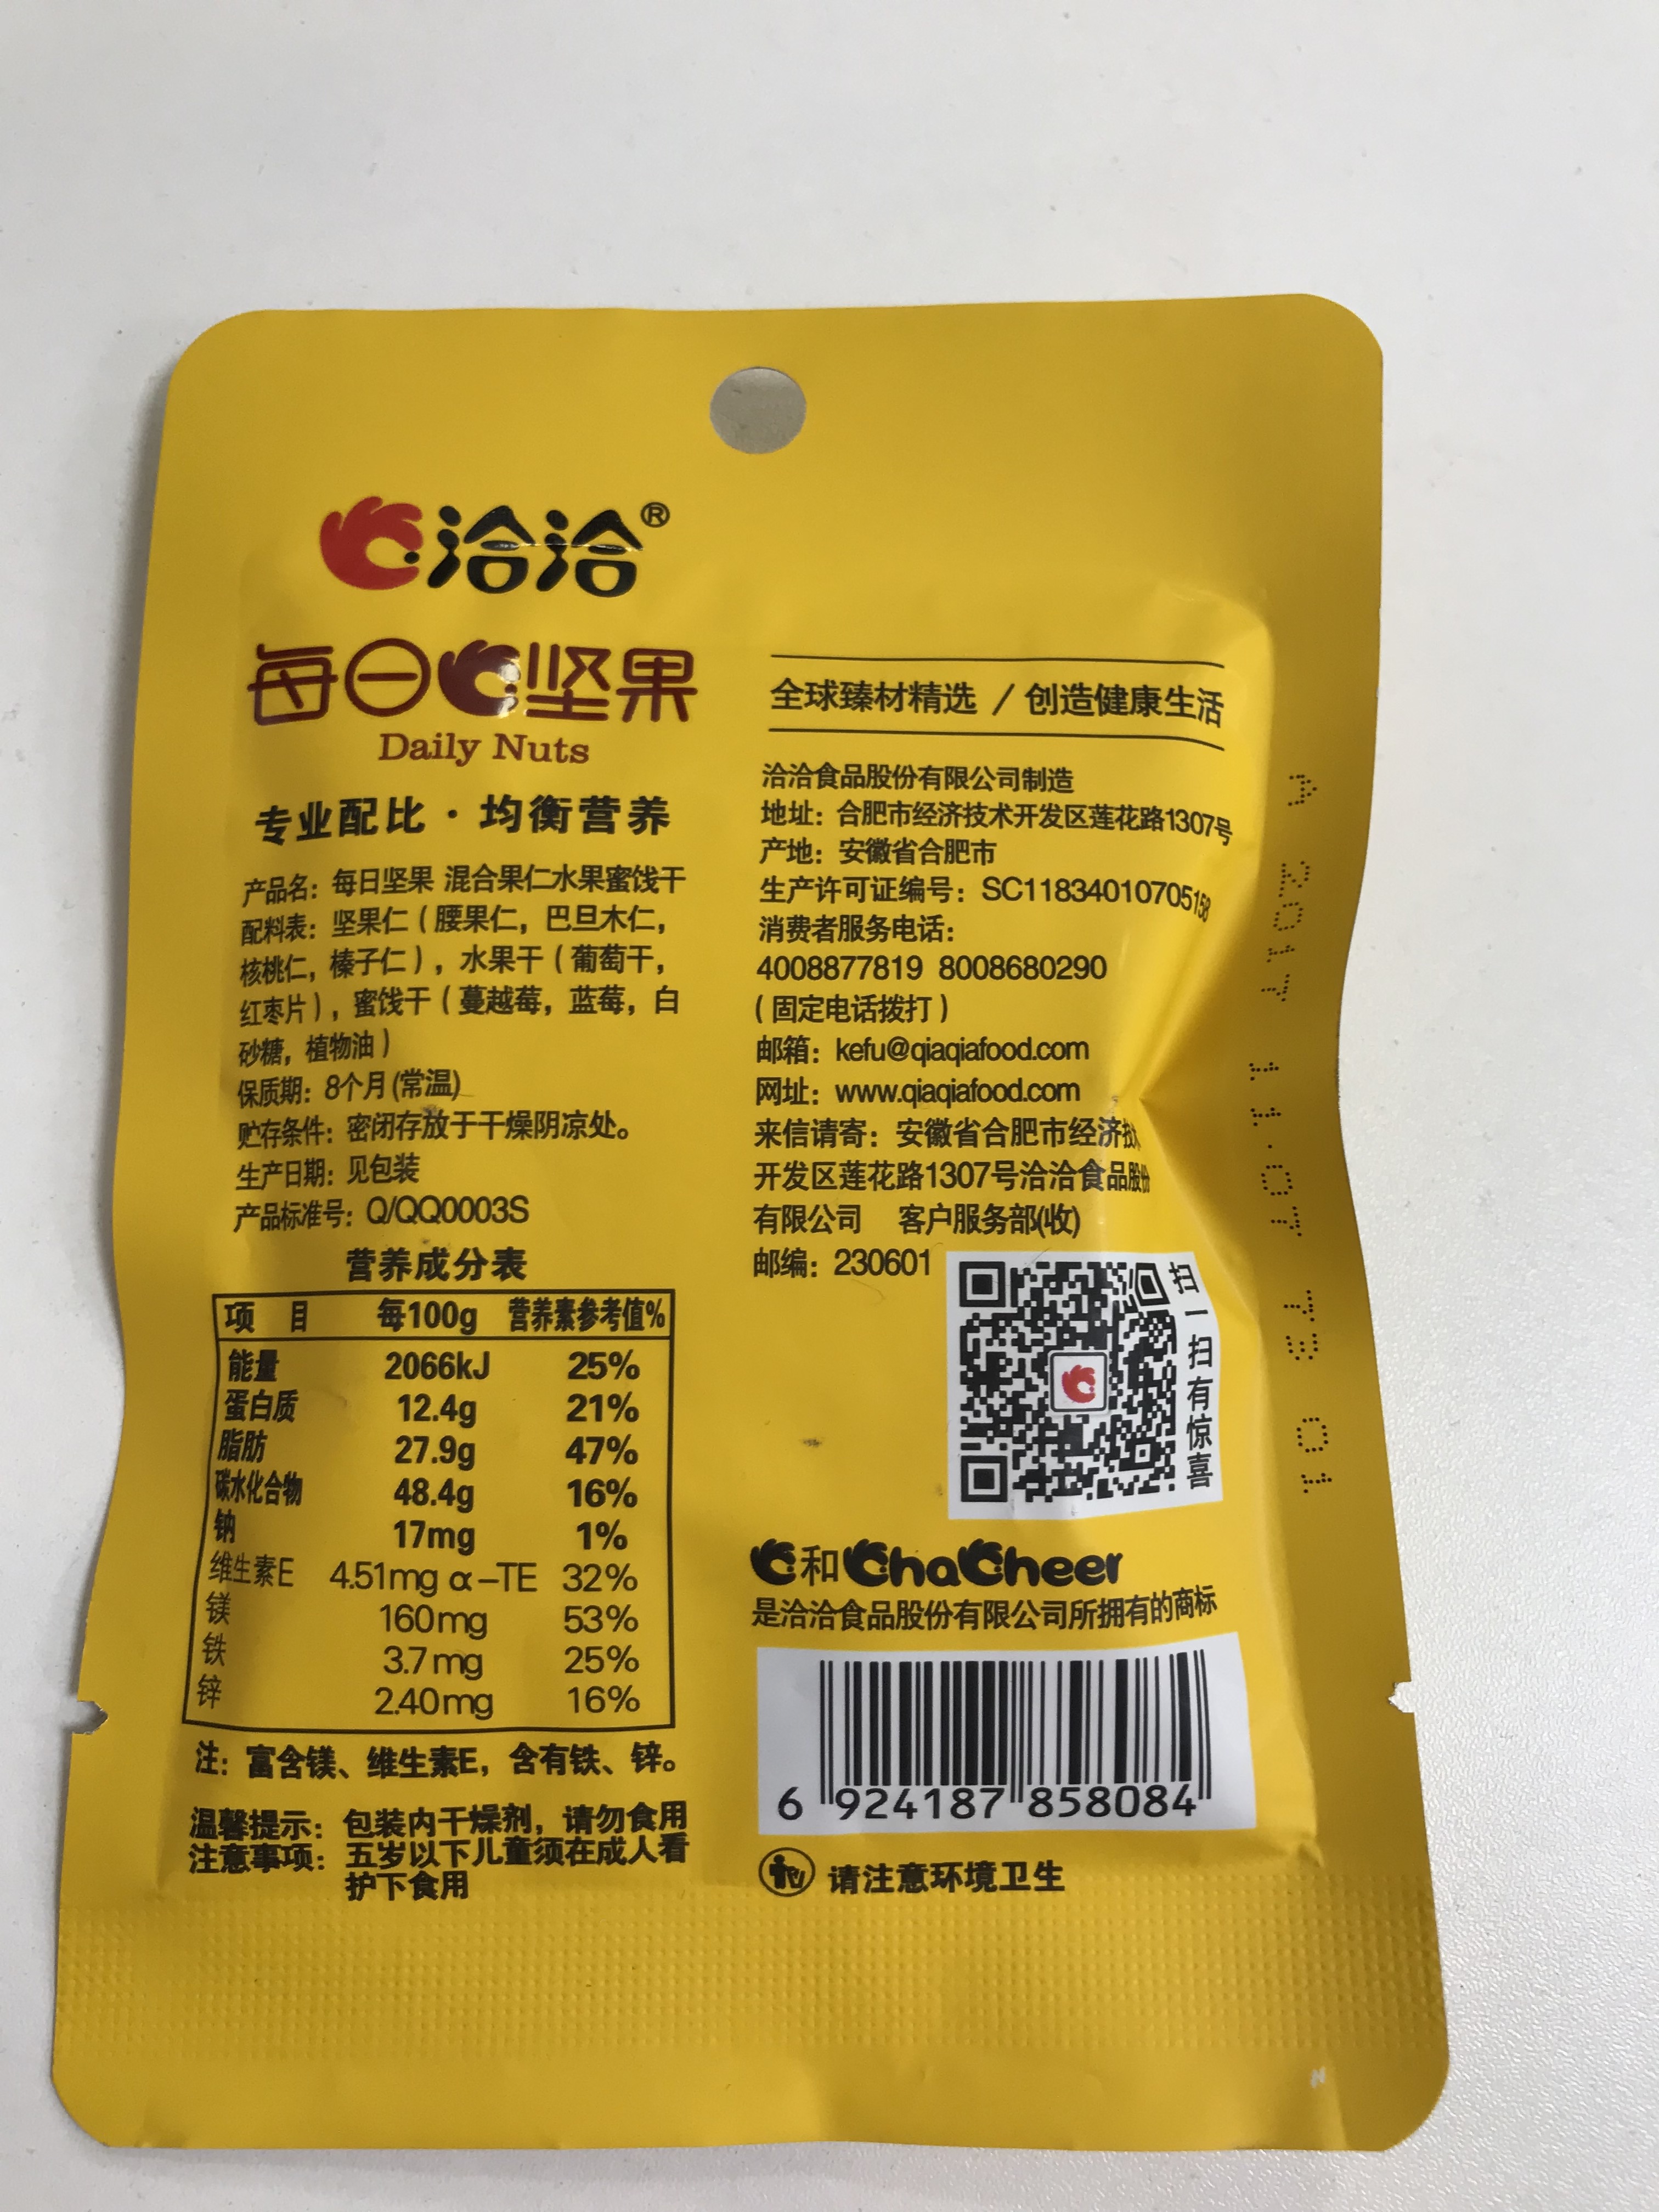 洽洽®
每日坚果
Daily Nuts
专业配比·均衡营养
产品名：每日坚果 混合果仁水果蜜饯干
配料表：坚果仁（腰果仁，巴旦木仁，
核桃仁，榛子仁），水果干（葡萄干，
红枣片），蜜饯干（蔓越莓，蓝莓，白
砂糖，植物油）
保质期：8个月(常温)
贮存条件：密闭存放于干燥阴凉处。
生产日期：见包装
产品标准号：Q/QQ0003S
营养成分表
项 目 每100g 营养素参考值%
能量 2066kJ 25%
蛋白质 12.4g 21%
脂肪 27.9g 47%
碳水化合物 48.4g 16%
钠 17mg 1%
维生素E 4.51mg α-TE 32%
镁 160mg 53%
铁 3.7mg 25%
锌 2.40mg 16%
注：富含镁、维生素E，含有铁、锌。
温馨提示：包装内干燥剂，请勿食用
注意事项：五岁以下儿童须在成人看
护下食用
全球臻材精选 / 创造健康生活
洽洽食品股份有限公司制造
地址：合肥市经济技术开发区莲花路1307号
产地：安徽省合肥市
生产许可证编号：SC11834010705158
消费者服务电话：
4008877819 8008680290
（固定电话拨打）
邮箱：kefu@qiaqiafood.com
网址：www.qiaqiafood.com
来信请寄：安徽省合肥市经济技术
开发区莲花路1307号洽洽食品股份
有限公司 客户服务部(收)
邮编：230601
扫一扫有惊喜
和ChaCheer
是洽洽食品股份有限公司所拥有的商标
6 924187 858084
请注意环境卫生
A 2017 11.07 73 01